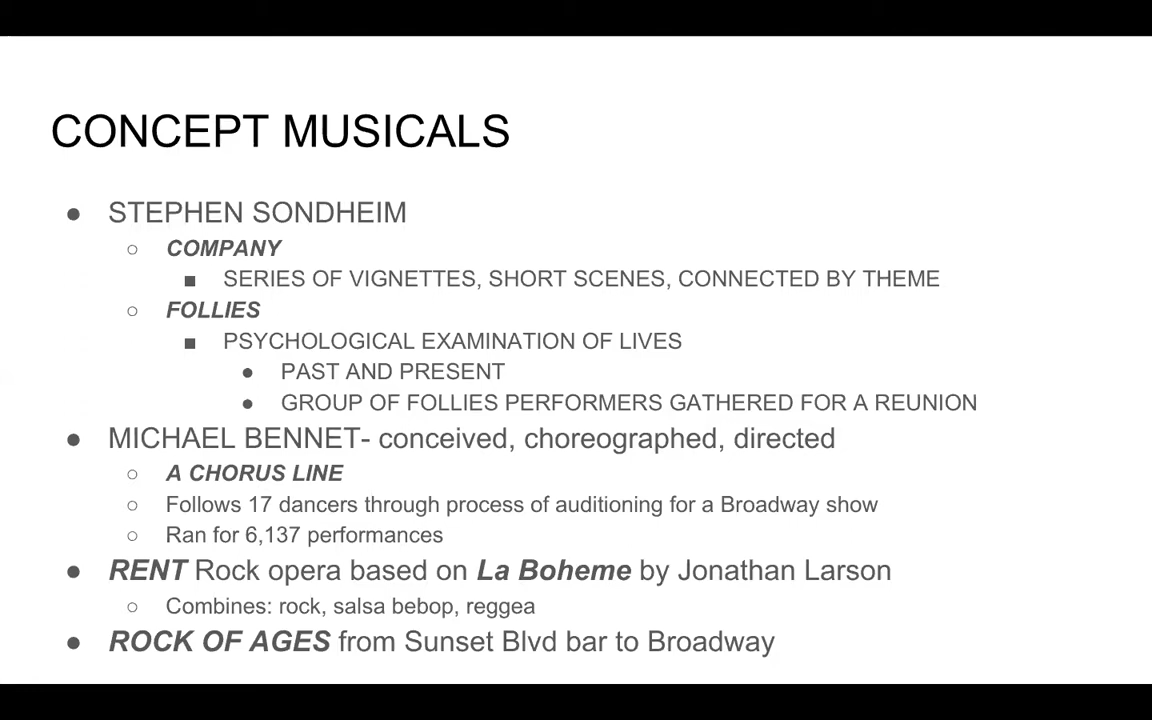 CONCEPT MUSICALS
● STEPHEN SONDHEIM
○ COMPANY
■ SERIES OF VIGNETTES, SHORT SCENES, CONNECTED BY THEME
○ FOLLIES
■ PSYCHOLOGICAL EXAMINATION OF LIVES
● PAST AND PRESENT
● GROUP OF FOLLIES PERFORMERS GATHERED FOR A REUNION
● MICHAEL BENNET- conceived, choreographed, directed
○ A CHORUS LINE
○ Follows 17 dancers through process of auditioning for a Broadway show
○ Ran for 6,137 performances
● RENT Rock opera based on La Boheme by Jonathan Larson
○ Combines: rock, salsa bebop, reggea
● ROCK OF AGES from Sunset Blvd bar to Broadway